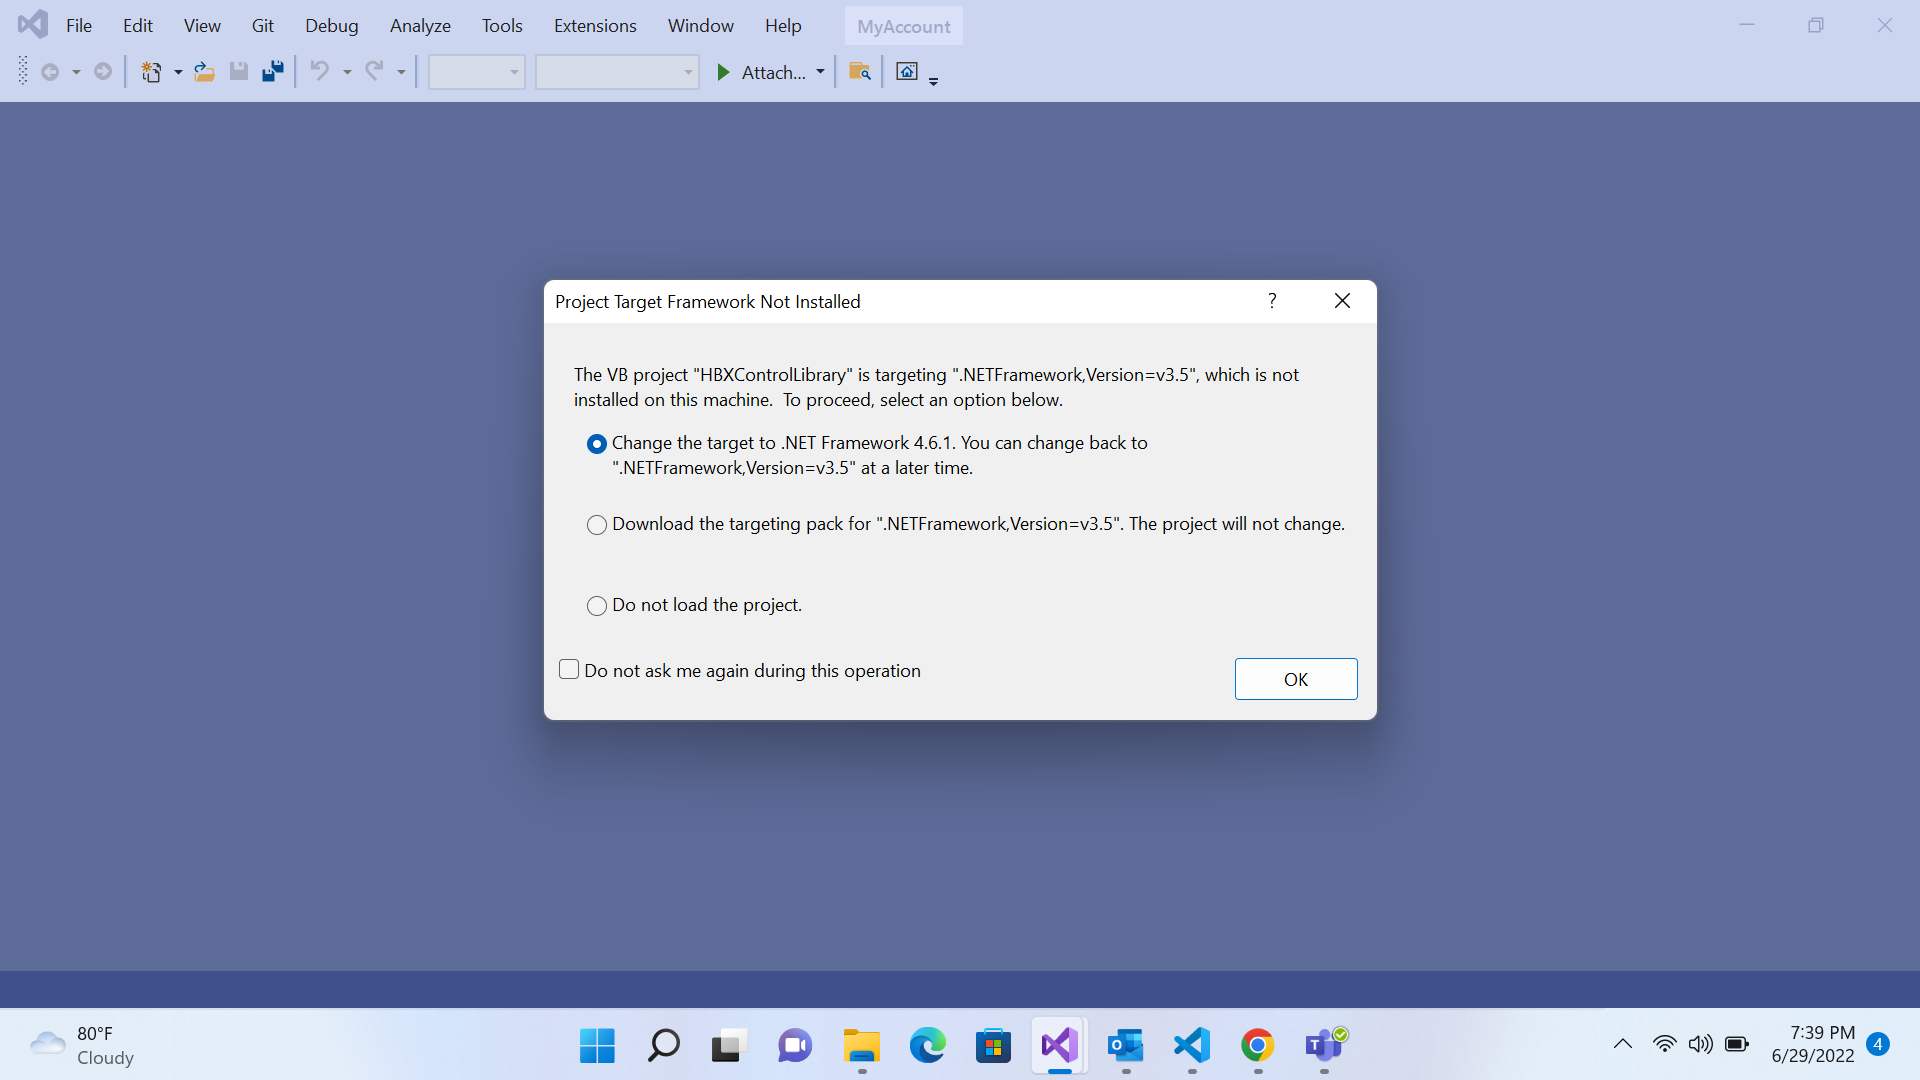 File Edit View Git Debug Analyze Tools Extensions Window Help MyAccount
Attach...
Project Target Framework Not Installed
?
The VB project "HBXControlLibrary" is targeting ".NETFramework,Version=v3.5", which is not
installed on this machine.  To proceed, select an option below.
Change the target to .NET Framework 4.6.1. You can change back to
".NETFramework,Version=v3.5" at a later time.
Download the targeting pack for ".NETFramework,Version=v3.5". The project will not change.
Do not load the project.
Do not ask me again during this operation
OK
80°F
Cloudy
7:39 PM
6/29/2022
4